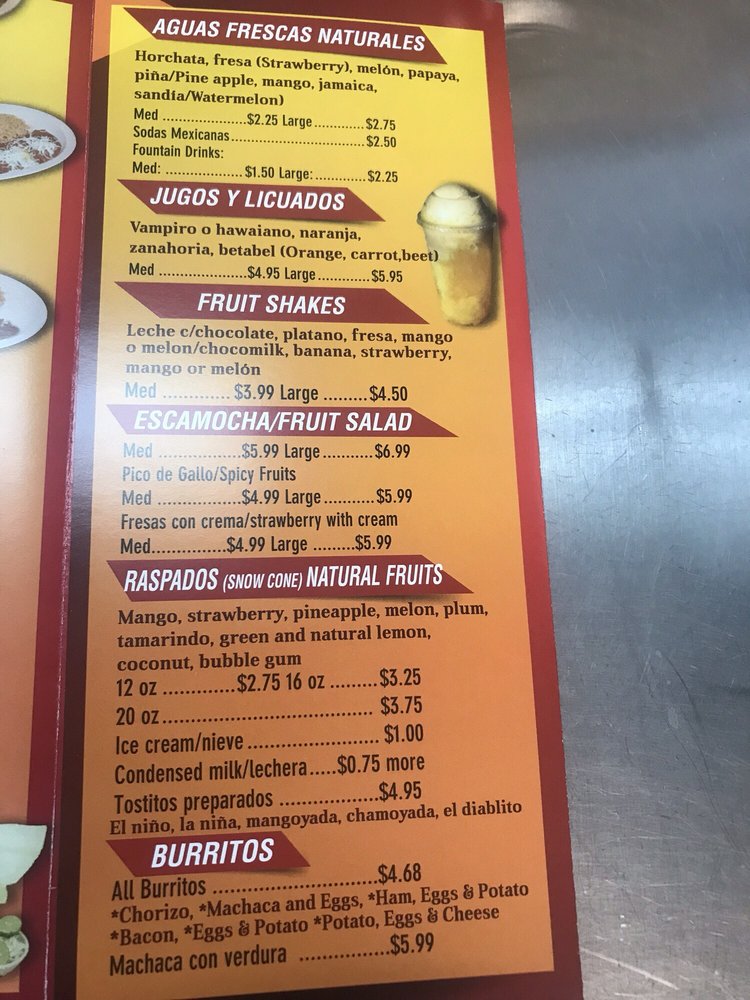 AGUAS FRESCAS NATURALES
Horchata, fresa (Strawberry), melón, papaya,
piña/Pine apple, mango, jamaica,
sandía/Watermelon)
Med ....................$2.25 Large ............. $2.75
Sodas Mexicanas.................................. $2.50
Fountain Drinks:
Med: ................... $1.50 Large:............. $2.25
JUGOS Y LICUADOS
Vampiro o hawaiano, naranja,
zanahoria, betabel (Orange, carrot,beet)
Med .....................$4.95 Large.............$5.95
FRUIT SHAKES
Leche c/chocolate, platano, fresa, mango
o melon/chocomilk, banana, strawberry,
mango or melón
Med ............. $3.99 Large .........$4.50
ESCAMOCHA/FRUIT SALAD
Med .................$5.99 Large...........$6.99
Pico de Gallo/Spicy Fruits
Med .................$4.99 Large...........$5.99
Fresas con crema/strawberry with cream
Med...............$4.99 Large .........$5.99
RASPADOS (SNOW CONE) NATURAL FRUITS
Mango, strawberry, pineapple, melon, plum,
tamarindo, green and natural lemon,
coconut, bubble gum
12 oz .............$2.75 16 oz .........$3.25
20 oz..................................... $3.75
Ice cream/nieve ....................... $1.00
Condensed milk/lechera.....$0.75 more
Tostitos preparados .................$4.95
El niño, la niña, mangoyada, chamoyada, el diablito
BURRITOS
All Burritos .............................$4.68
*Chorizo, *Machaca and Eggs, *Ham, Eggs & Potato
*Bacon, *Eggs & Potato *Potato, Eggs & Cheese
Machaca con verdura ................$5.99